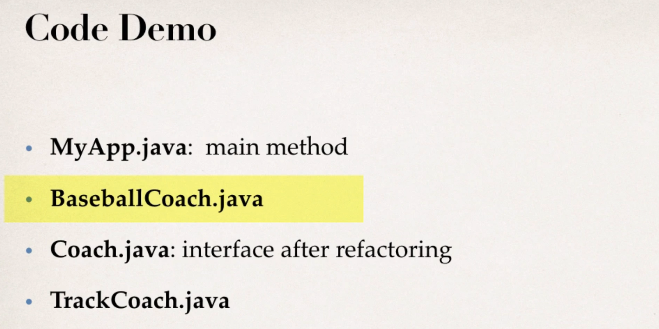 Code Demo
• MyApp.java: main method
• BaseballCoach.java
• Coach.java: interface after refactoring
• TrackCoach.java